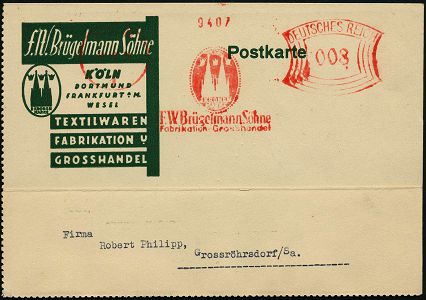 F.W. Brügelmann Söhne
KÖLN
DORTMUND
FRANKFURT A. M.
WESEL
TEXTILWAREN
FABRIKATION U
GROSSHANDEL
9407
Postkarte
DEUTSCHES REICH
008
F.W. Brügelmann Söhne
Fabrikation-Grosshandel
Firma
Robert Philipp,
Grossröhrsdorf/Sa.